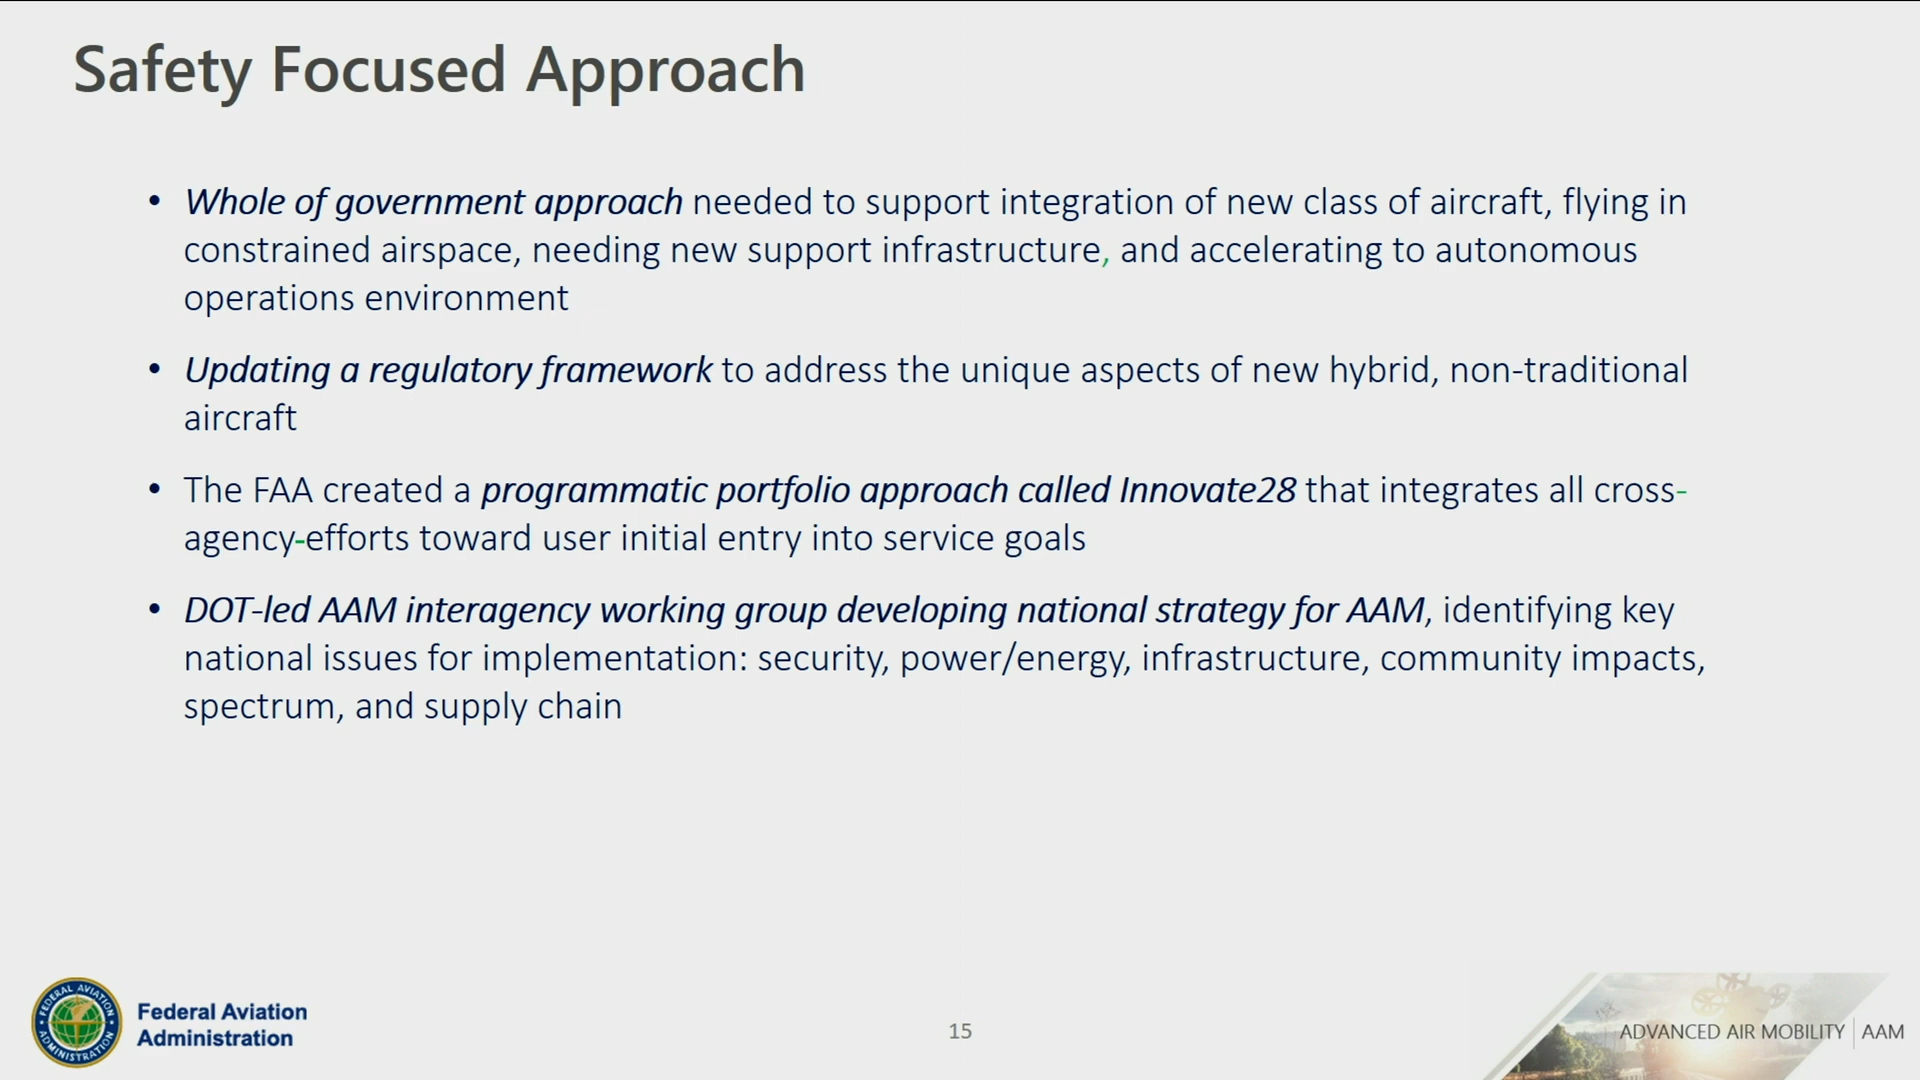 Safety Focused Approach
• Whole of government approach needed to support integration of new class of aircraft, flying in
constrained airspace, needing new support infrastructure, and accelerating to autonomous
operations environment
• Updating a regulatory framework to address the unique aspects of new hybrid, non-traditional
aircraft
• The FAA created a programmatic portfolio approach called Innovate28 that integrates all cross-
agency-efforts toward user initial entry into service goals
• DOT-led AAM interagency working group developing national strategy for AAM, identifying key
national issues for implementation: security, power/energy, infrastructure, community impacts,
spectrum, and supply chain
FEDERAL AVIATION
ADMINISTRATION
Federal Aviation
Administration
15
ADVANCED AIR MOBILITY | AAM